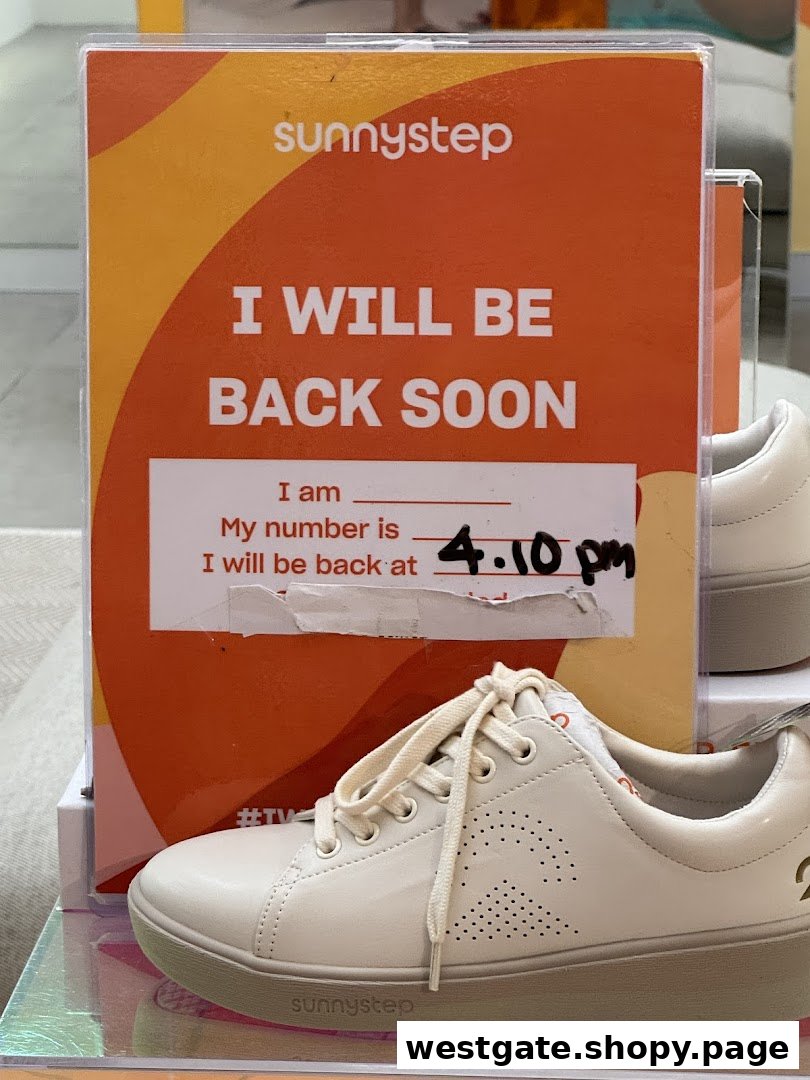 sunnystep
I WILL BE
BACK SOON
I am
My number is
I will be back at 4.10 pm
sunnystep
westgate.shopy.page